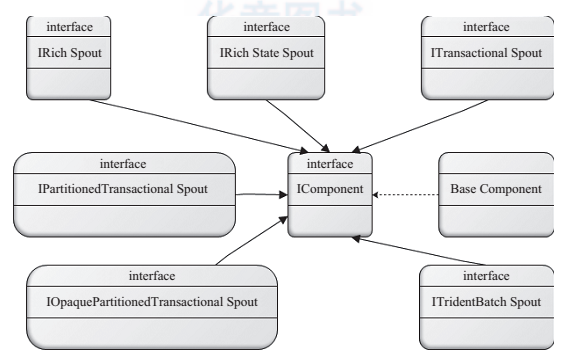 interface
IRich Spout
interface
IRich State Spout
interface
ITransactional Spout
interface
IPartitionedTransactional Spout
interface
IComponent
Base Component
interface
IOpaquePartitionedTransactional Spout
interface
ITridentBatch Spout